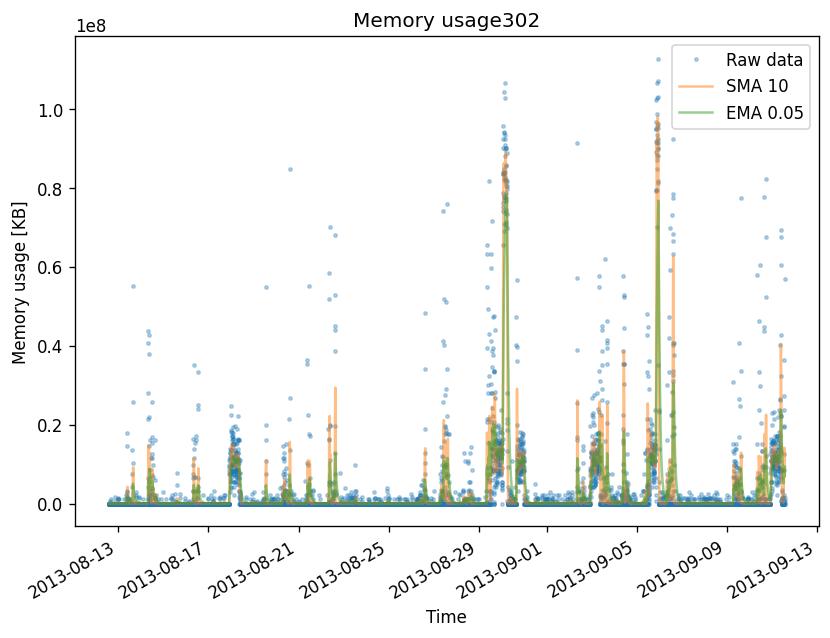 Memory usage302
1e8
Raw data
SMA 10
EMA 0.05
1.0
0.8
0.6
0.4
0.2
0.0
Memory usage [KB]
2013-08-13
2013-08-17
2013-08-21
2013-08-25
2013-08-29
2013-09-01
2013-09-05
2013-09-09
2013-09-13
Time